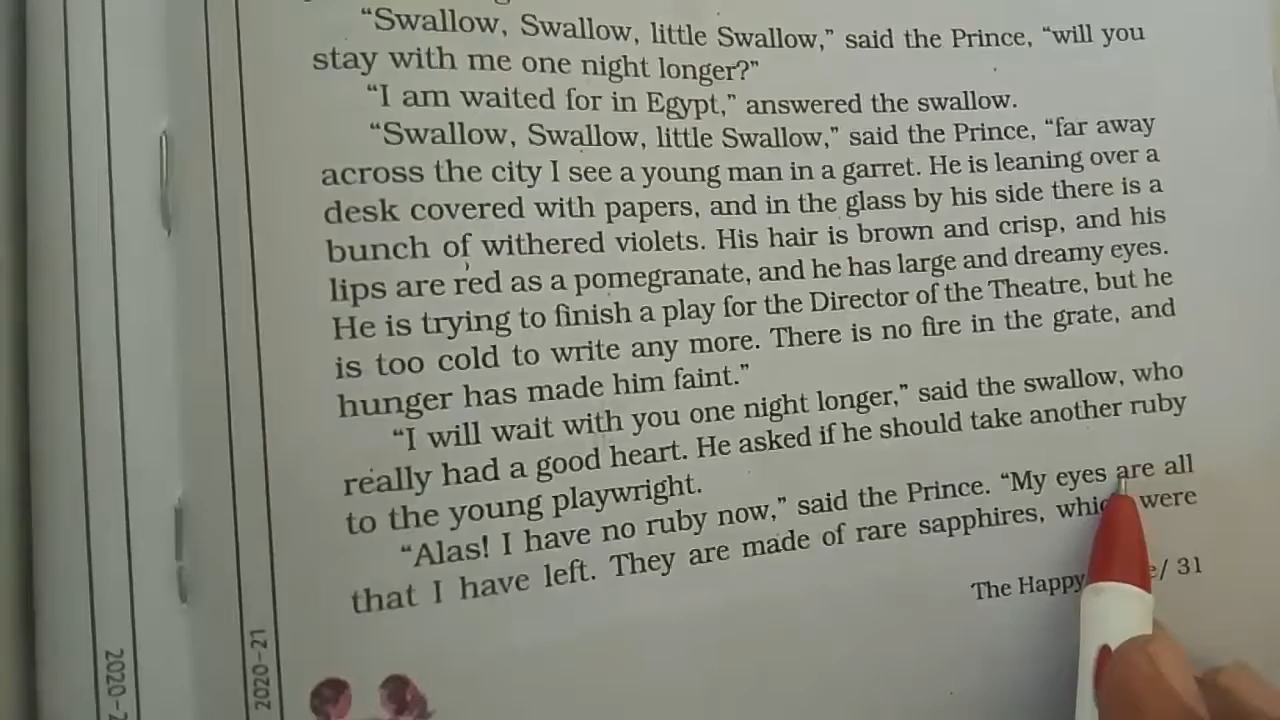 “Swallow, Swallow, little Swallow,” said the Prince, “will you
stay with me one night longer?”
“I am waited for in Egypt,” answered the swallow.
“Swallow, Swallow, little Swallow,” said the Prince, “far away
across the city I see a young man in a garret. He is leaning over a
desk covered with papers, and in the glass by his side there is a
bunch of withered violets. His hair is brown and crisp, and his
lips are red as a pomegranate, and he has large and dreamy eyes.
He is trying to finish a play for the Director of the Theatre, but he
is too cold to write any more. There is no fire in the grate, and
hunger has made him faint.”
“I will wait with you one night longer,” said the swallow, who
really had a good heart. He asked if he should take another ruby
to the young playwright.
“Alas! I have no ruby now,” said the Prince. “My eyes are all
that I have left. They are made of rare sapphires, which were
The Happy / 31
2020-21